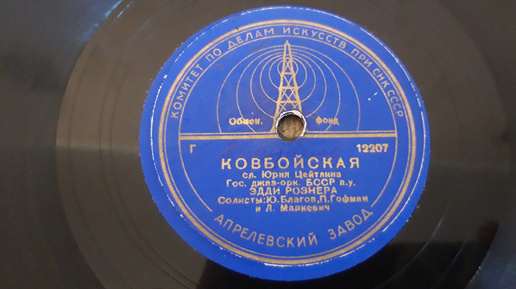 КОМИТЕТ ПО ДЕЛАМ ИСКУССТВ ПРИ СНК СССР
Обмен. фонд
Г 12207
КОВБОЙСКАЯ
сл. Юрия Цейтлина
Гос. джаз-орк. БССР п.у.
ЭДДИ РОЗНЕРА
Солисты: Ю. Благов, П. Гофман
и Л. Маркевич
АПРЕЛЕВСКИЙ ЗАВОД